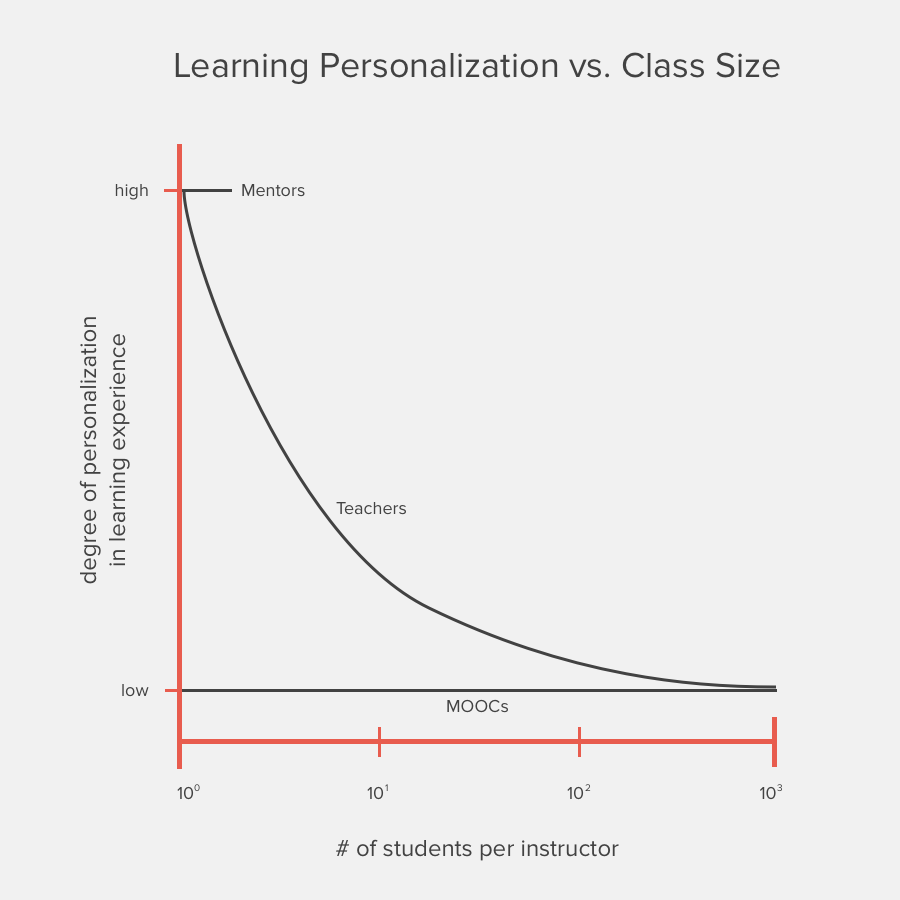 Learning Personalization vs. Class Size
high
Mentors
degree of personalization
in learning experience
Teachers
low
MOOCs
10⁰ 10¹ 10² 10³
# of students per instructor